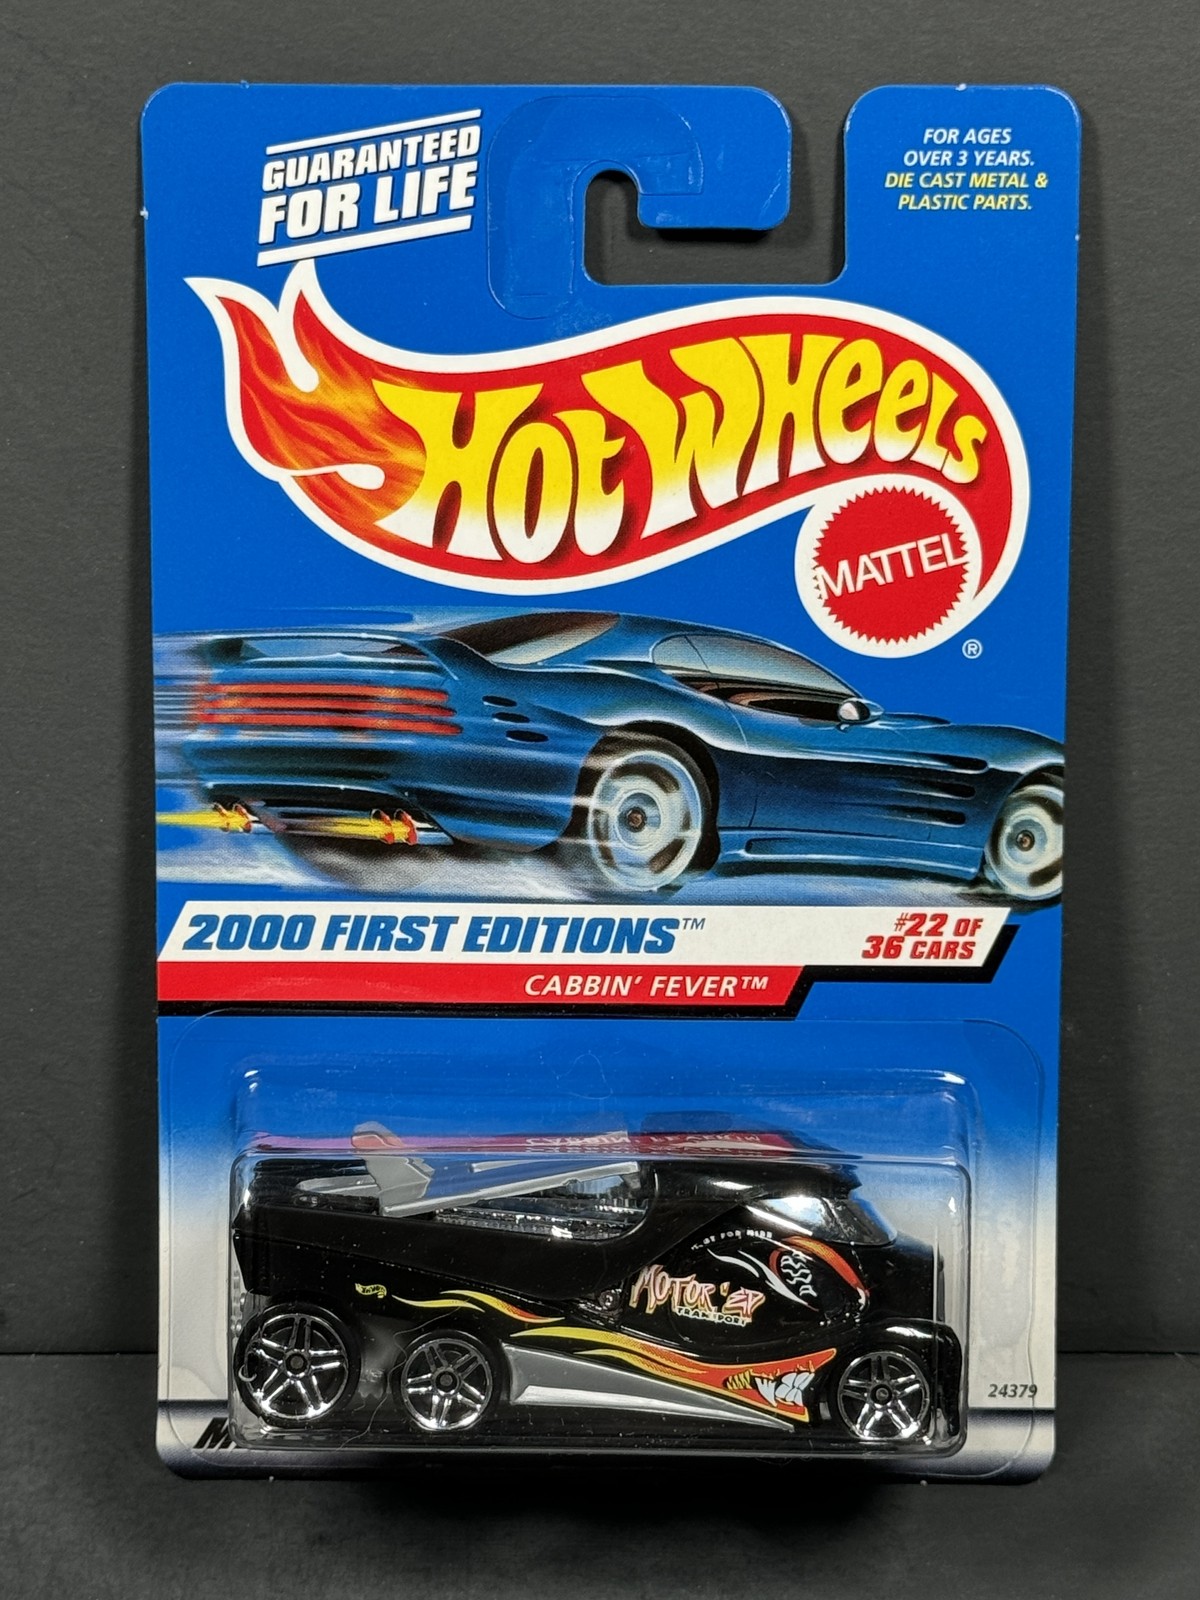 GUARANTEED
FOR LIFE
FOR AGES
OVER 3 YEARS.
DIE CAST METAL &
PLASTIC PARTS.
HOT WHEELS
MATTEL
®
2000 FIRST EDITIONS™
#22 OF
36 CARS
CABBIN' FEVER™
MOTOR'ED
TRANSPORT
24379